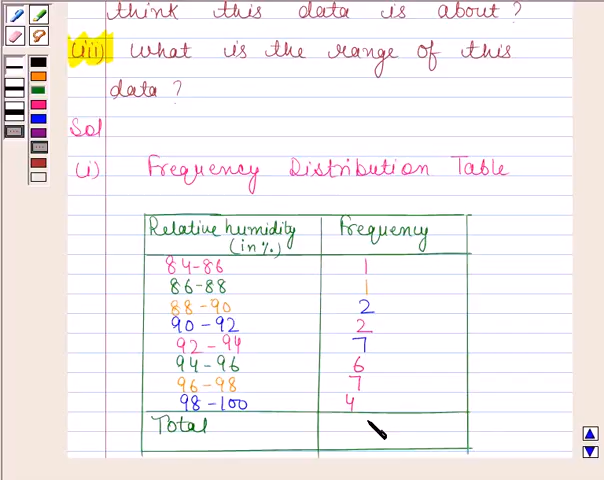 think this data is about?
(iii) What is the range of this
data?
Sol
(i) Frequency Distribution Table
Relative humidity (in %.) Frequency
84-86 1
86-88 1
88-90 2
90-92 2
92-94 7
94-96 6
96-98 7
98-100 4
Total